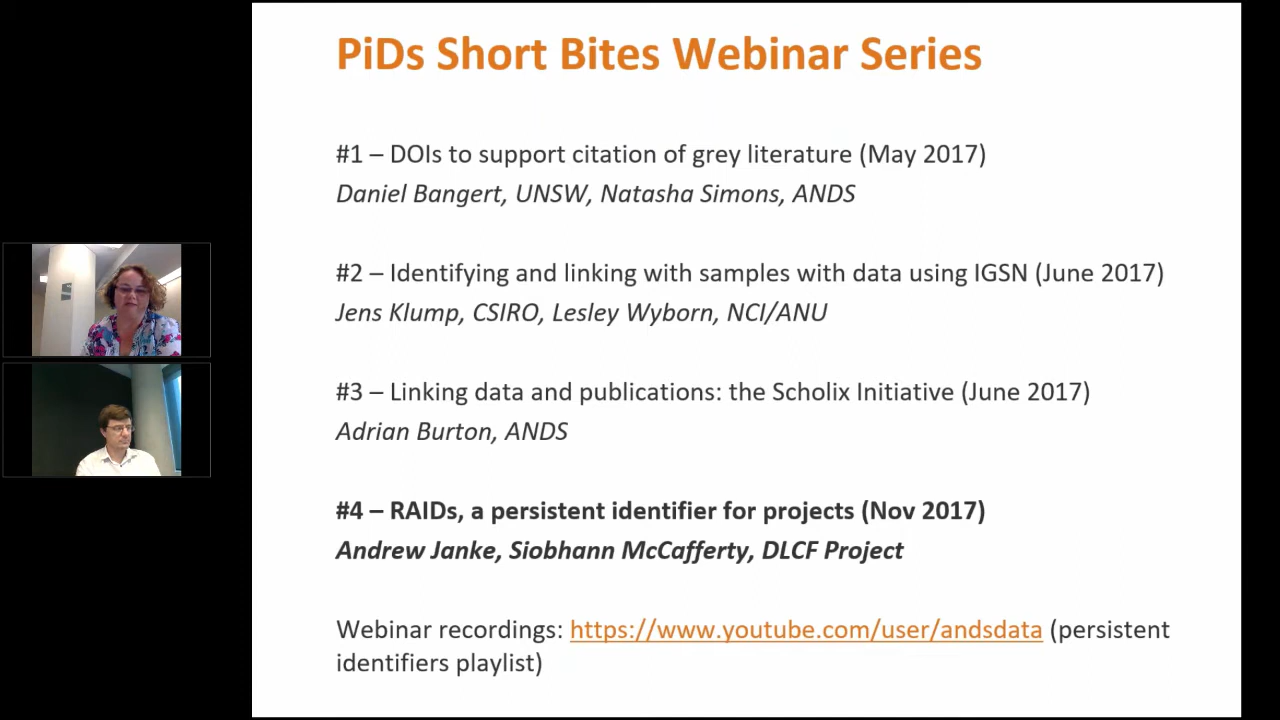 PiDs Short Bites Webinar Series
#1 – DOIs to support citation of grey literature (May 2017)
Daniel Bangert, UNSW, Natasha Simons, ANDS
#2 – Identifying and linking with samples with data using IGSN (June 2017)
Jens Klump, CSIRO, Lesley Wyborn, NCI/ANU
#3 – Linking data and publications: the Scholix Initiative (June 2017)
Adrian Burton, ANDS
#4 – RAIDs, a persistent identifier for projects (Nov 2017)
Andrew Janke, Siobhann McCafferty, DLCF Project
Webinar recordings: https://www.youtube.com/user/andsdata (persistent
identifiers playlist)